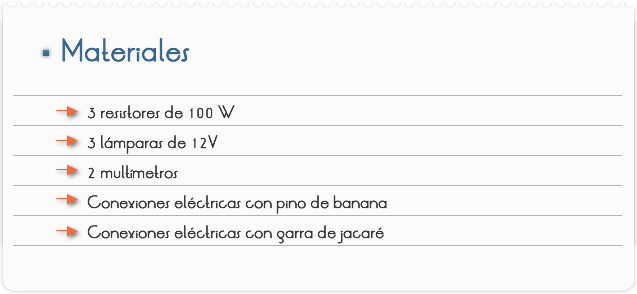 Materiales
3 resistores de 100 W
3 lámparas de 12V
2 multímetros
Conexiones eléctricas con pino de banana
Conexiones eléctricas con garra de jacaré